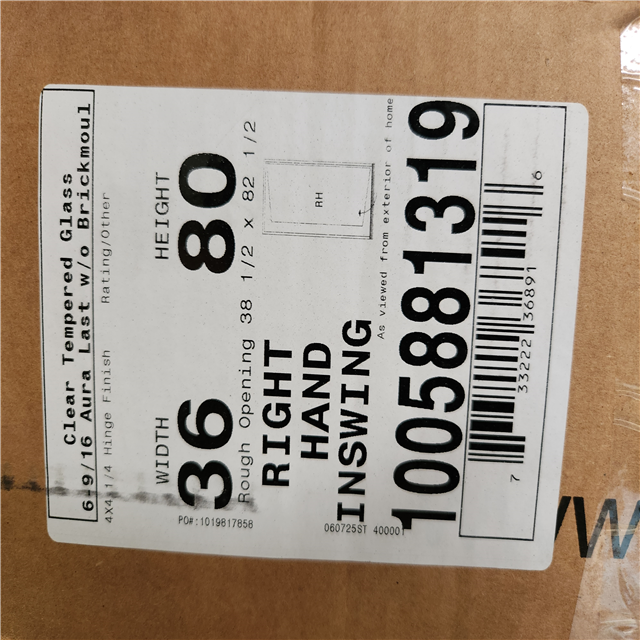 Clear Tempered Glass
6-9/16 Aura Last w/o Brickmoul
4X4 1/4 Hinge Finish Rating/Other
WIDTH HEIGHT
36 80
Rough Opening 38 1/2 x 82 1/2
RIGHT
HAND
INSWING
RH
As viewed from exterior of home
PO#:1019817858
060725ST 400001
1005881319
7 33222 36891 6
W